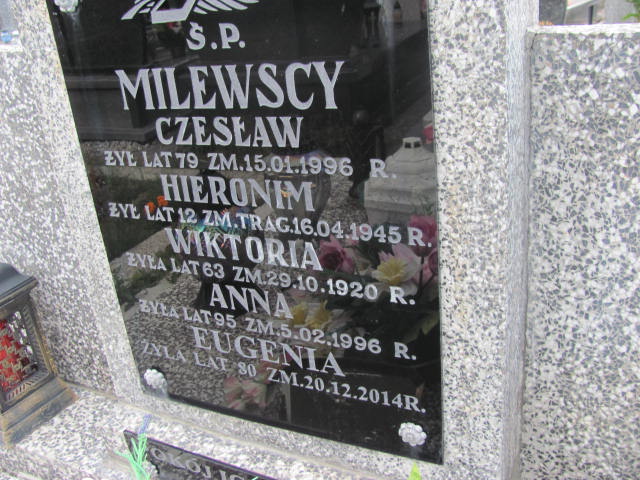 Ś.P.
MILEWSCY
CZESŁAW
ŻYŁ LAT 79 ZM. 15.01.1996 R.
HIERONIM
ŻYŁ LAT 12 ZM. TRAG. 16.04.1945 R.
WIKTORIA
ŻYŁA LAT 63 ZM. 29.10.1920 R.
ANNA
ŻYŁA LAT 95 ZM. 5.02.1996 R.
EUGENIA
ŻYŁA LAT 80 ZM. 20.12.2014 R.